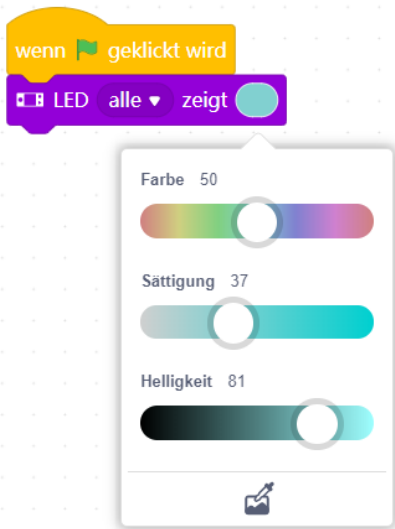 wenn geklickt wird
LED alle zeigt
Farbe 50
Sättigung 37
Helligkeit 81